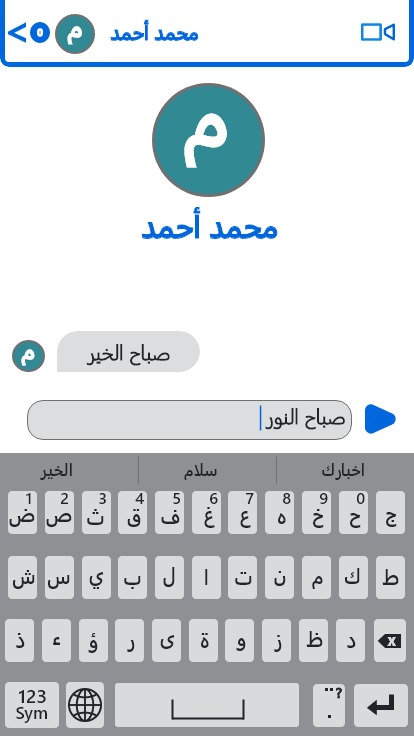 0 م محمد أحمد
م
محمد أحمد
م صباح الخير
صباح النور
الخير سلام اخبارك
1 2 3 4 5 6 7 8 9 0
ض ص ث ق ف غ ع ه خ ح ج
ش س ي ب ل ا ت ن م ك ط
ذ ء ؤ ر ى ة و ز ظ د X
123 .. ?
Sym .